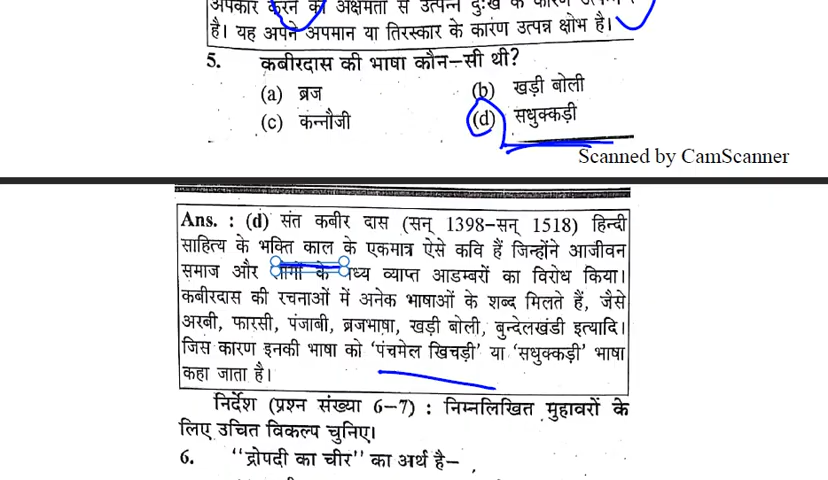 अपकार करने की अक्षमता से उत्पन्न दुःख के कारण
है। यह अपने अपमान या तिरस्कार के कारण उत्पन्न क्षोभ है।
5. कबीरदास की भाषा कौन-सी थी?
(a) ब्रज (b) खड़ी बोली
(c) कन्नौजी (d) सधुक्कड़ी
Scanned by CamScanner
Ans. : (d) संत कबीर दास (सन् 1398-सन् 1518) हिन्दी
साहित्य के भक्ति काल के एकमात्र ऐसे कवि हैं जिन्होंने आजीवन
समाज और लोगों के मध्य व्याप्त आडम्बरों का विरोध किया।
कबीरदास की रचनाओं में अनेक भाषाओं के शब्द मिलते हैं, जैसे
अरबी, फारसी, पंजाबी, ब्रजभाषा, खड़ी बोली, बुन्देलखंडी इत्यादि।
जिस कारण इनकी भाषा को 'पंचमेल खिचड़ी' या 'सधुक्कड़ी' भाषा
कहा जाता है।
निर्देश (प्रश्न संख्या 6-7) : निम्नलिखित मुहावरों के
लिए उचित विकल्प चुनिए।
6. "द्रोपदी का चीर" का अर्थ है-